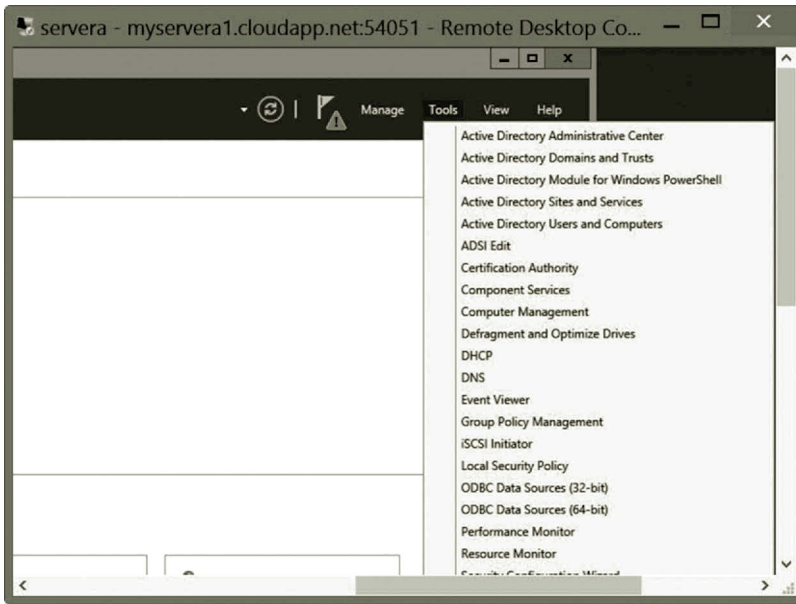 servera - myservera1.cloudapp.net:54051 - Remote Desktop Co...
Manage Tools View Help
Active Directory Administrative Center
Active Directory Domains and Trusts
Active Directory Module for Windows PowerShell
Active Directory Sites and Services
Active Directory Users and Computers
ADSI Edit
Certification Authority
Component Services
Computer Management
Defragment and Optimize Drives
DHCP
DNS
Event Viewer
Group Policy Management
iSCSI Initiator
Local Security Policy
ODBC Data Sources (32-bit)
ODBC Data Sources (64-bit)
Performance Monitor
Resource Monitor
Security Configuration Wizard